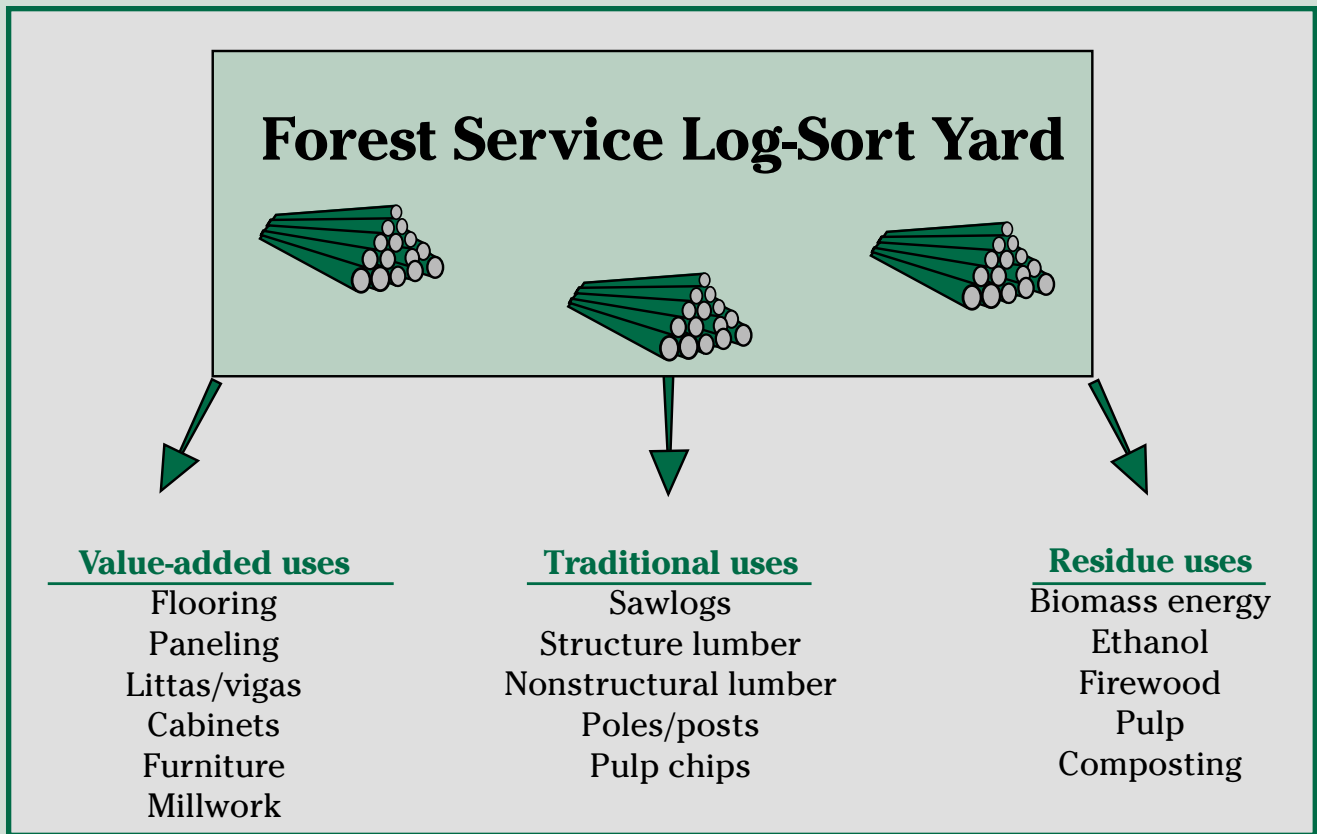 Forest Service Log-Sort Yard
Value-added uses
Flooring
Paneling
Littas/vigas
Cabinets
Furniture
Millwork
Traditional uses
Sawlogs
Structure lumber
Nonstructural lumber
Poles/posts
Pulp chips
Residue uses
Biomass energy
Ethanol
Firewood
Pulp
Composting